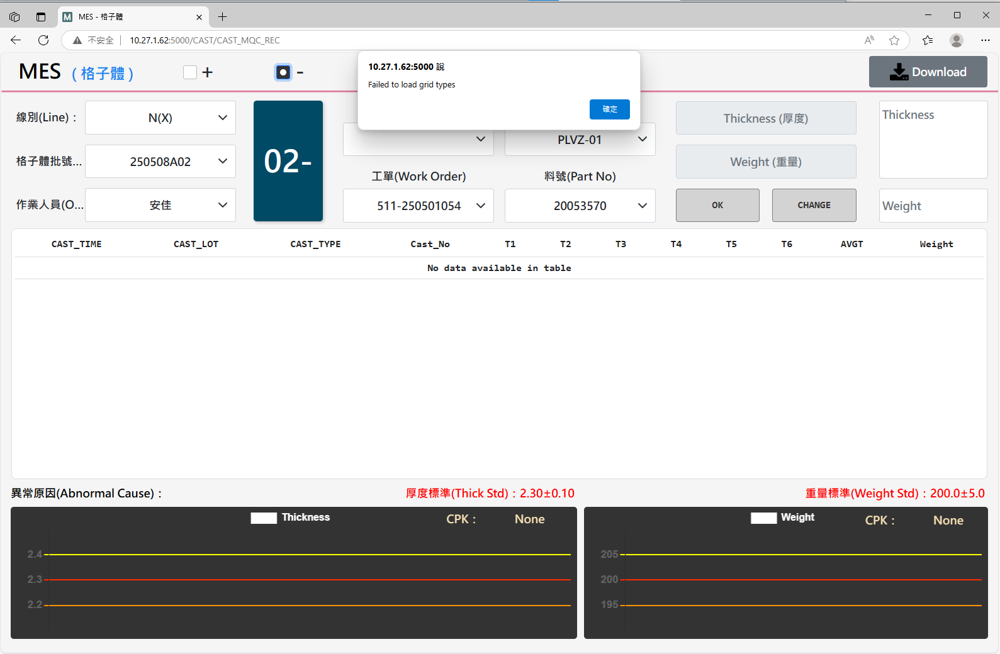 MES - 格子體
不安全
10.27.1.62:5000/CAST/CAST_MQC_REC
MES ( 格子體 )
+
-
10.27.1.62:5000 說
Failed to load grid types
確定
Download
線別(Line) :
N(X)
格子體批號...
250508A02
作業人員(O...
安佳
02-
PLVZ-01
工單(Work Order)
料號(Part No)
511-250501054
20053570
Thickness (厚度)
Weight (重量)
OK
CHANGE
Thickness
Weight
CAST_TIME CAST_LOT CAST_TYPE Cast_No T1 T2 T3 T4 T5 T6 AVGT Weight
No data available in table
異常原因(Abnormal Cause) :
厚度標準(Thick Std) : 2.30±0.10
重量標準(Weight Std) : 200.0±5.0
Thickness
CPK : None
2.4
2.3
2.2
Weight
CPK : None
205
200
195